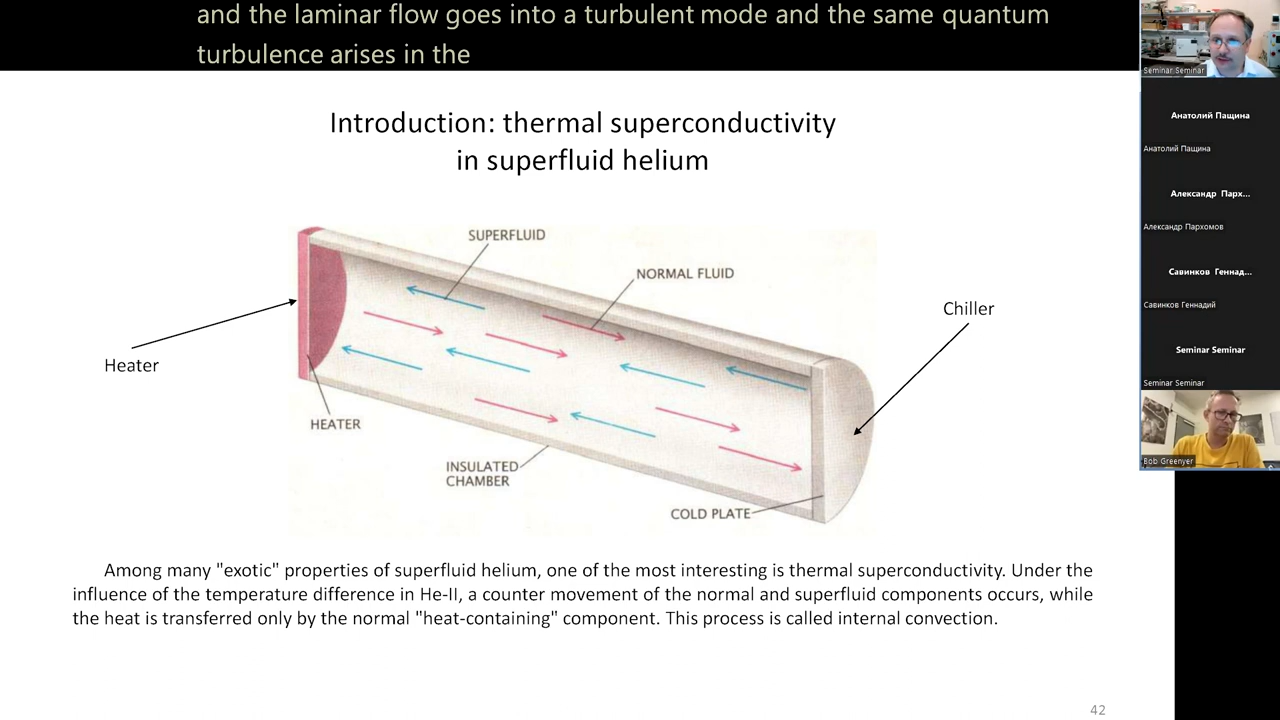 and the laminar flow goes into a turbulent mode and the same quantum
turbulence arises in the
Introduction: thermal superconductivity
in superfluid helium
SUPERFLUID
NORMAL FLUID
Chiller
Heater
HEATER
INSULATED
CHAMBER
COLD PLATE
Among many "exotic" properties of superfluid helium, one of the most interesting is thermal superconductivity. Under the
influence of the temperature difference in He-II, a counter movement of the normal and superfluid components occurs, while
the heat is transferred only by the normal "heat-containing" component. This process is called internal convection.
42
Seminar Seminar
Анатолий Пащина
Анатолий Пащина
Александр Парх...
Александр Пархомов
Савинков Геннад...
Савинков Геннадий
Seminar Seminar
Seminar Seminar
Bob Greenyer